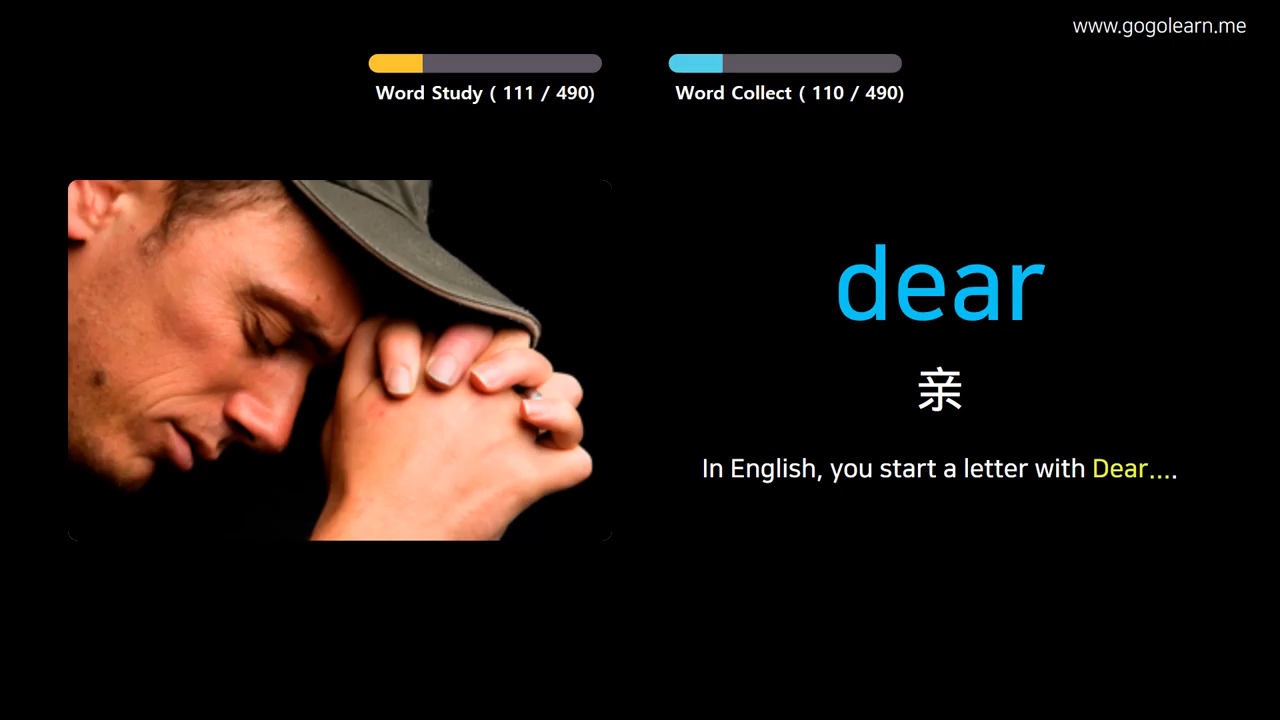 www.gogolearn.me
Word Study ( 111 / 490)
Word Collect ( 110 / 490)
dear
亲
In English, you start a letter with Dear....